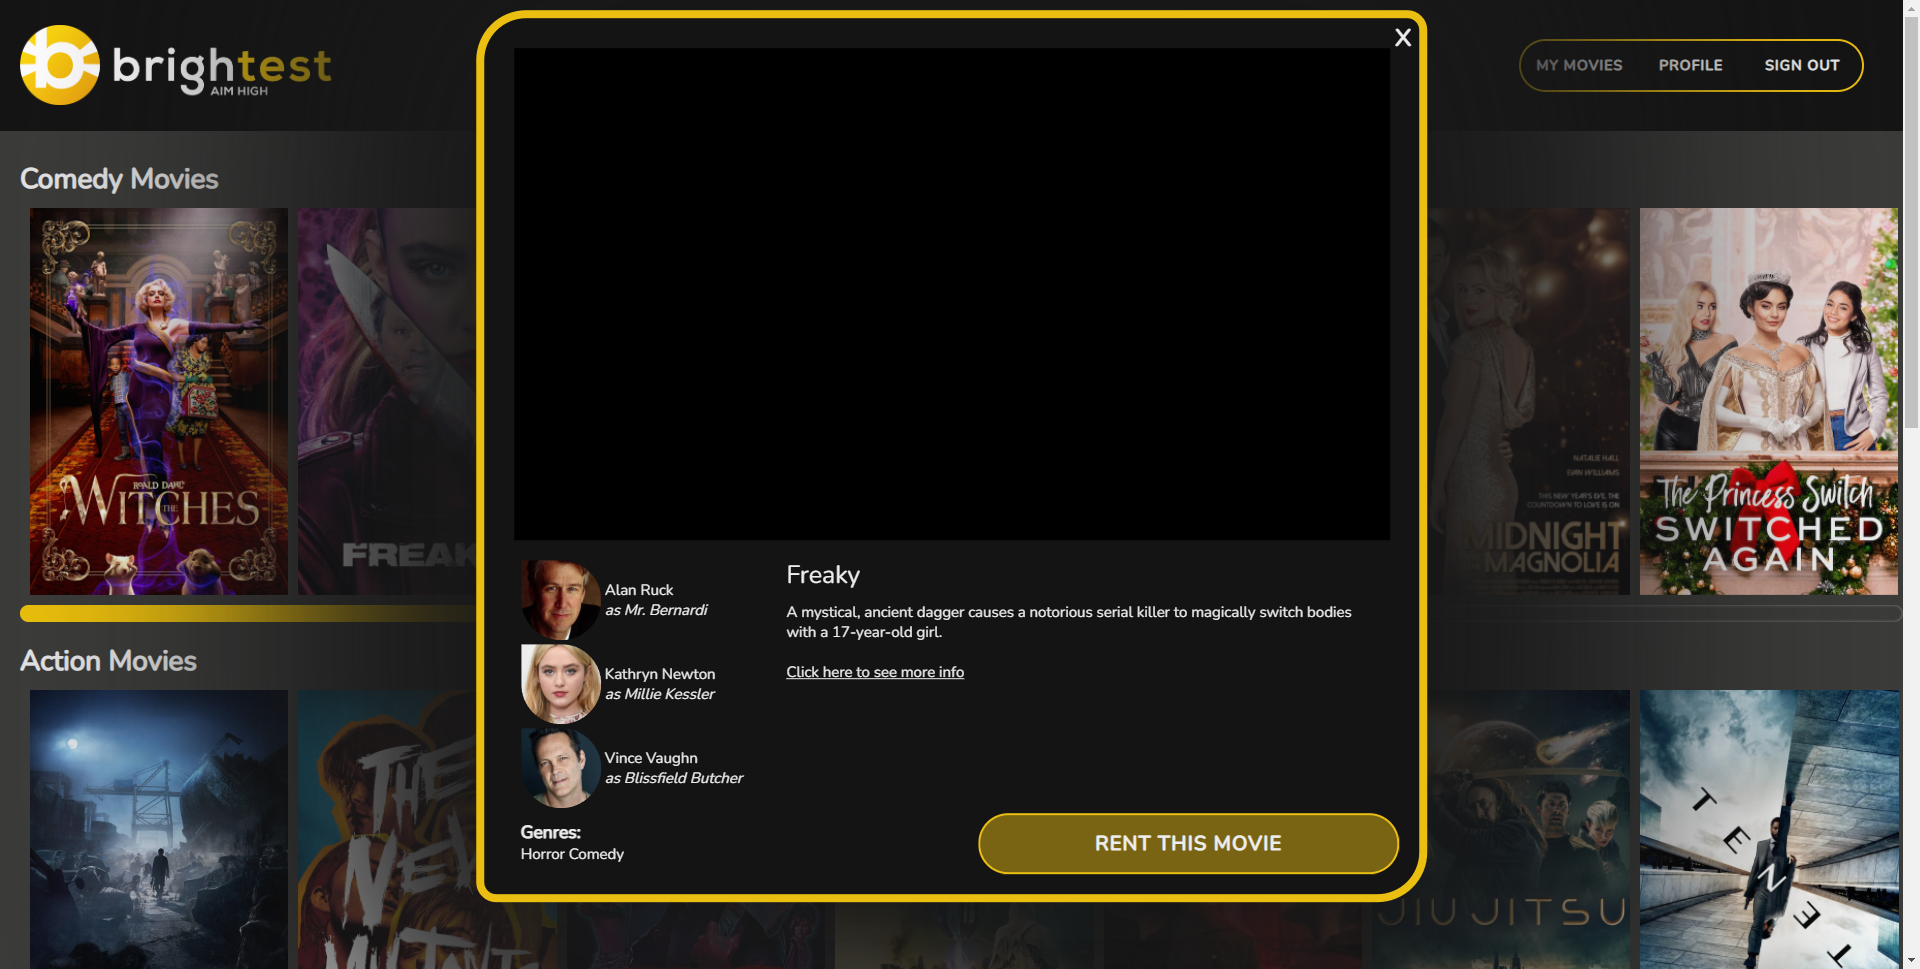 brightest
AIM HIGH
MY MOVIES
PROFILE
SIGN OUT
X
Comedy Movies
ROALD DAHL
THE
WITCHES
FREAK
NATALIE HALL
EVAN WILLIAMS
THIS NEW YEAR'S EVE, THE
COUNTDOWN TO LOVE IS ON
MIDNIGHT
MAGNOLIA
The Princess Switch
SWITCHED
AGAIN
Alan Ruck
as Mr. Bernardi
Kathryn Newton
as Millie Kessler
Vince Vaughn
as Blissfield Butcher
Genres:
Horror Comedy
Freaky
A mystical, ancient dagger causes a notorious serial killer to magically switch bodies
with a 17-year-old girl.
Click here to see more info
RENT THIS MOVIE
Action Movies
THE
NEW
MUTANTS
JIUJITSU
TENET